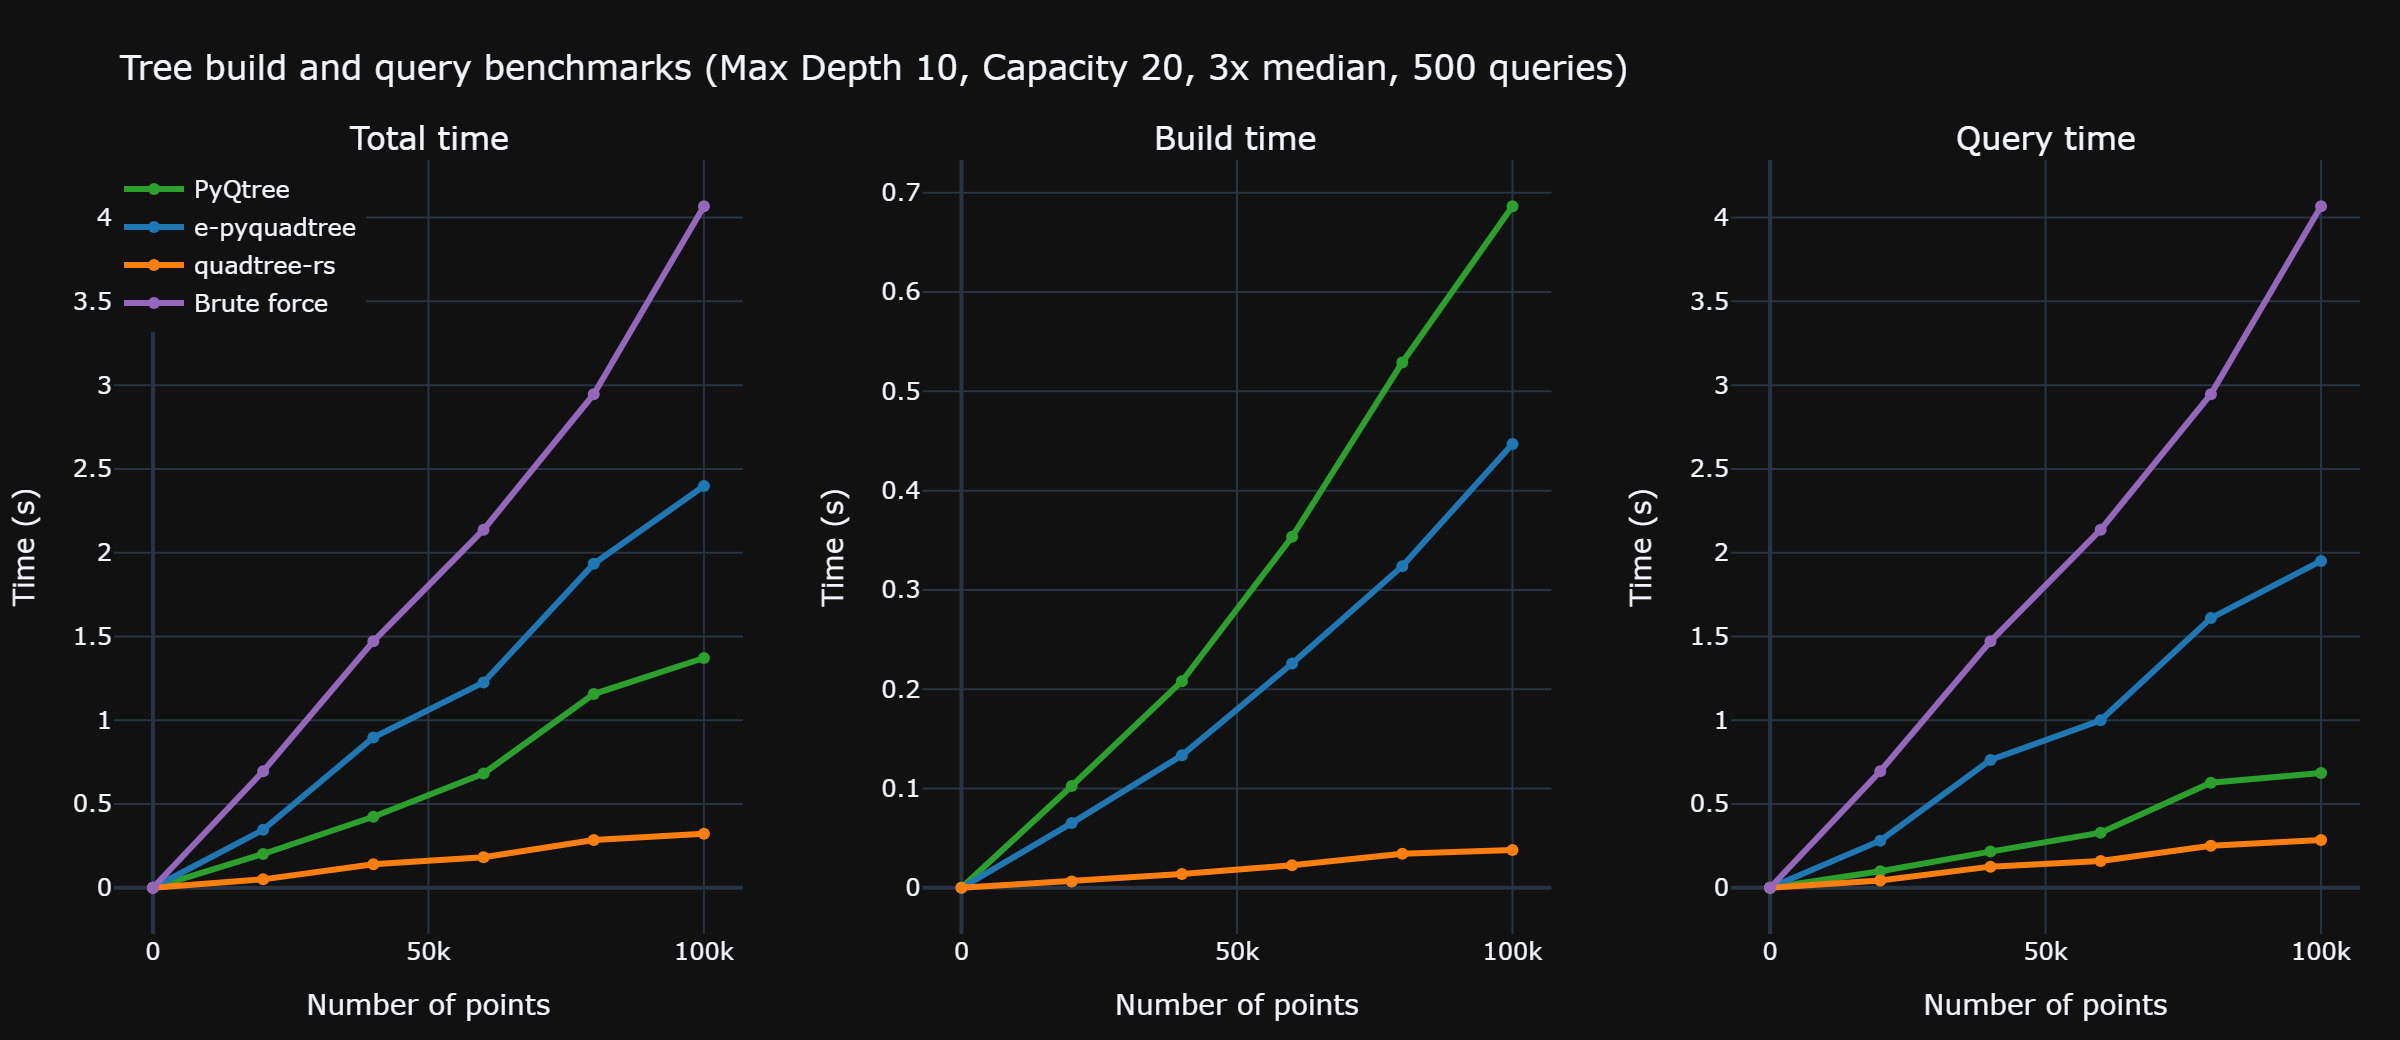 Tree build and query benchmarks (Max Depth 10, Capacity 20, 3x median, 500 queries)
Total time
PyQtree
e-pyquadtree
quadtree-rs
Brute force
4
3.5
3
2.5
2
1.5
1
0.5
0
Time (s)
0
50k
100k
Number of points
Build time
0.7
0.6
0.5
0.4
0.3
0.2
0.1
0
Time (s)
0
50k
100k
Number of points
Query time
4
3.5
3
2.5
2
1.5
1
0.5
0
Time (s)
0
50k
100k
Number of points